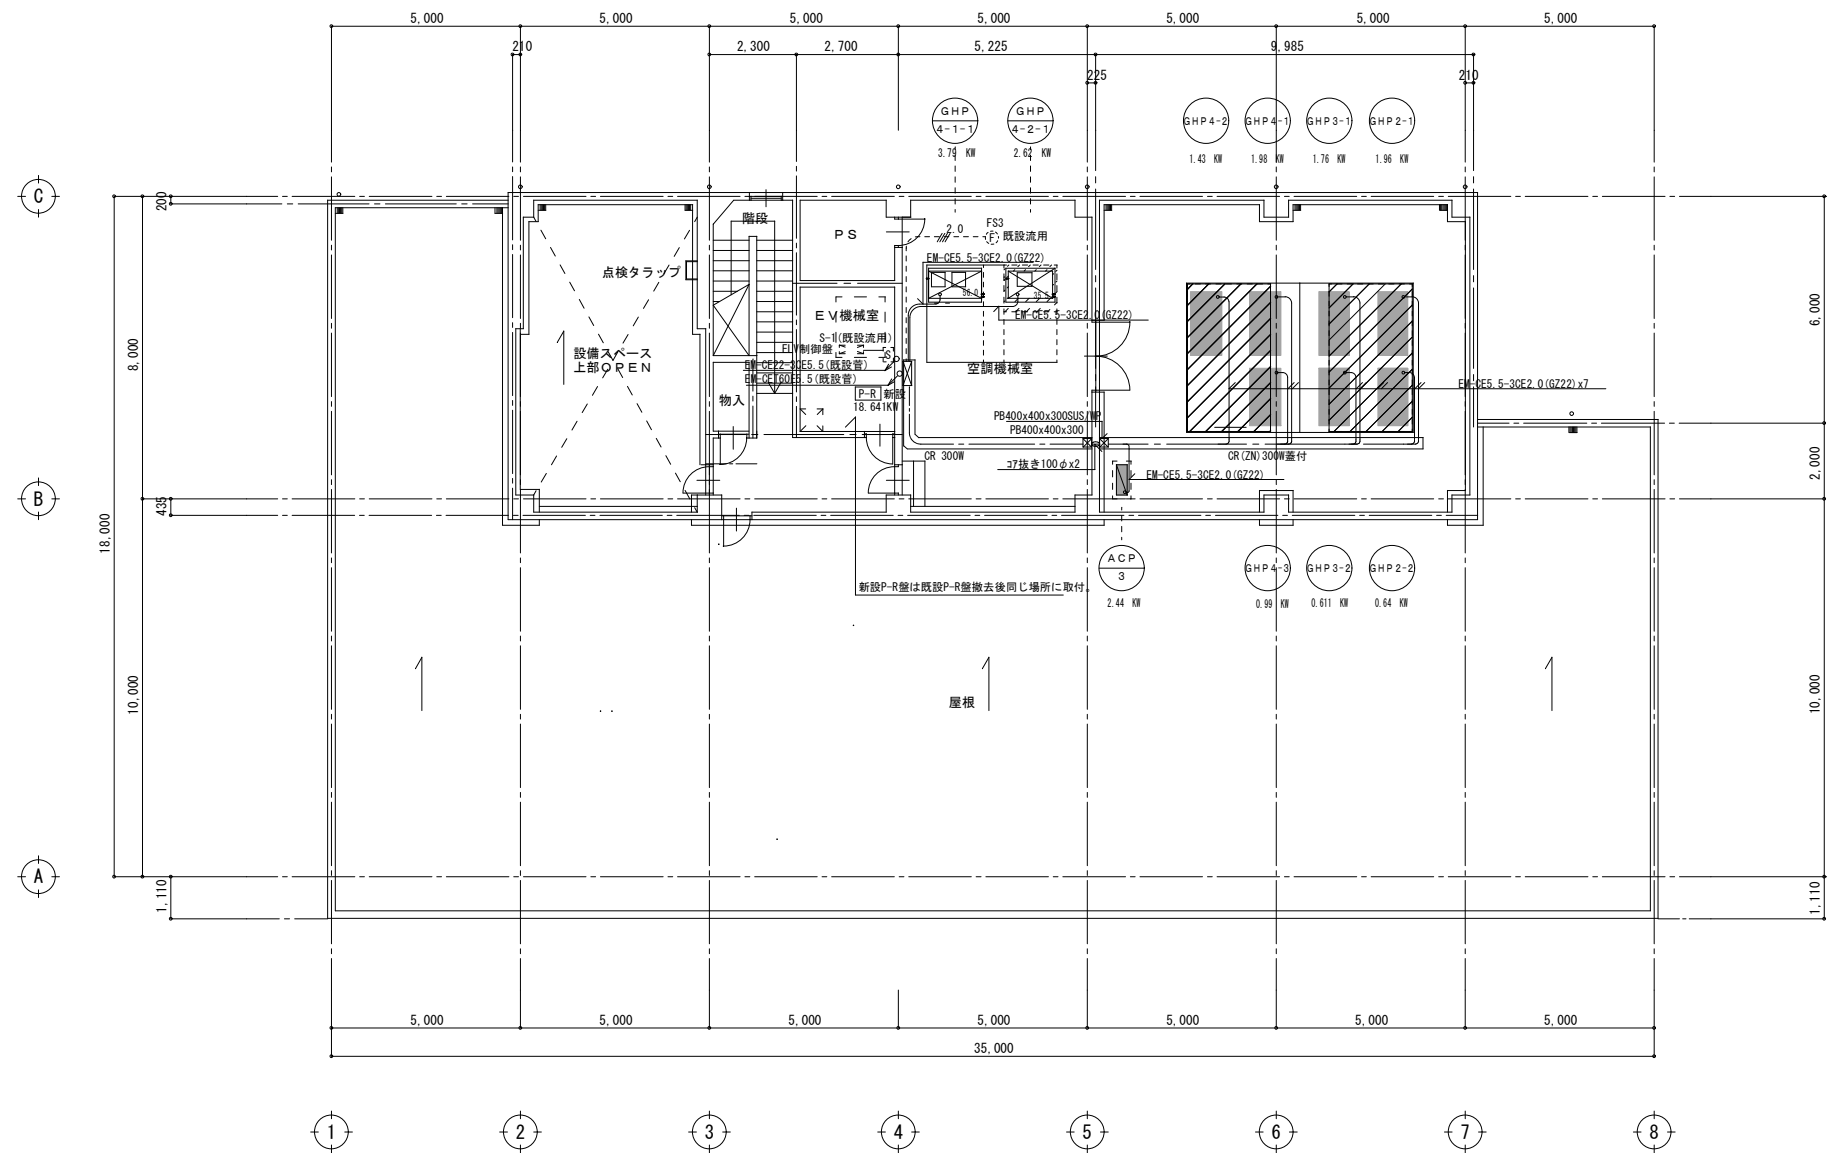 5,000 5,000 5,000 5,000 5,000 5,000 5,000
210 2,300 2,700 5,225 9,985
225 210
GHP 4-1-1 3.79 KW
GHP 4-2-1 2.62 KW
GHP4-2 1.43 KW
GHP4-1 1.98 KW
GHP3-1 1.76 KW
GHP2-1 1.96 KW
C
200
階段
PS
FS3
2.0
F 既設流用
点検タラップ
EM-CE5.5-3CE2.0(GZ22)
56.0
35.5
6,000
EV機械室
EM-CE5.5-3CE2.0(GZ22)
S-1(既設流用)
ELV制御盤
S
8,000
設備スペース
上部OPEN
EM-CE22-3CE5.5(既設菅)
空調機械室
EM-CET60E5.5(既設菅)
EM-CE5.5-3CE2.0(GZ22)x7
P-R 新設
物入
18.641KW
PB400x400x300SUS/WP
PB400x400x300
CR 300W
CR(ZN)300W蓋付
ｺｱ抜き100φx2
EM-CE5.5-3CE2.0(GZ22)
2,000
B
435
18,000
ACP 3 2.44 KW
GHP4-3 0.99 KW
GHP3-2 0.611 KW
GHP2-2 0.64 KW
新設P-R盤は既設P-R盤撤去後同じ場所に取付。
10,000
屋根
10,000
A
1,110
1,110
5,000 5,000 5,000 5,000 5,000 5,000 5,000
35,000
1 2 3 4 5 6 7 8